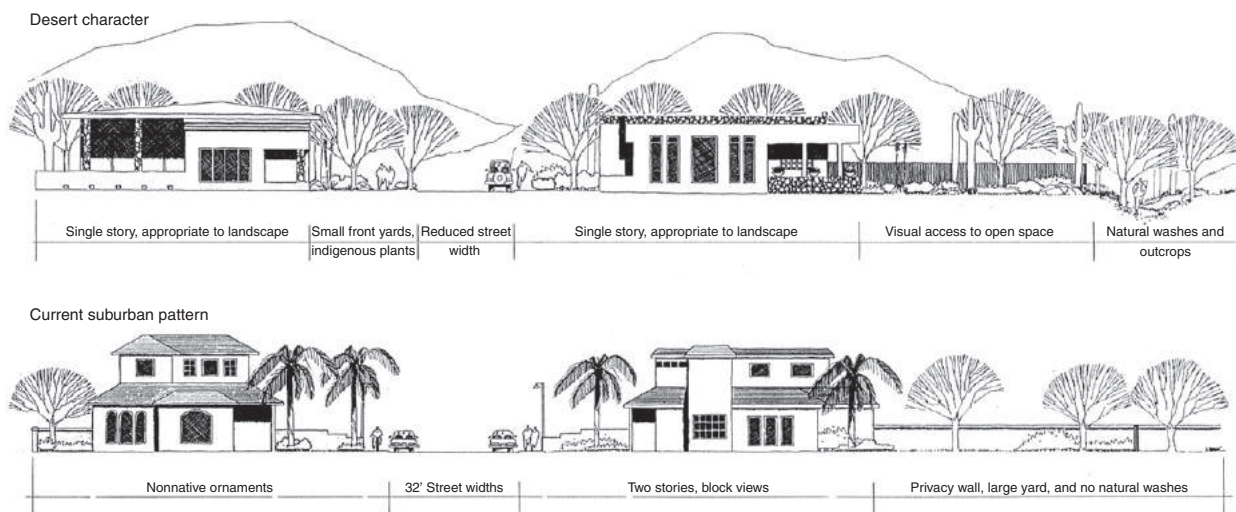 Desert character
Single story, appropriate to landscape
Small front yards,
indigenous plants
Reduced street
width
Single story, appropriate to landscape
Visual access to open space
Natural washes and
outcrops
Current suburban pattern
Nonnative ornaments
32' Street widths
Two stories, block views
Privacy wall, large yard, and no natural washes